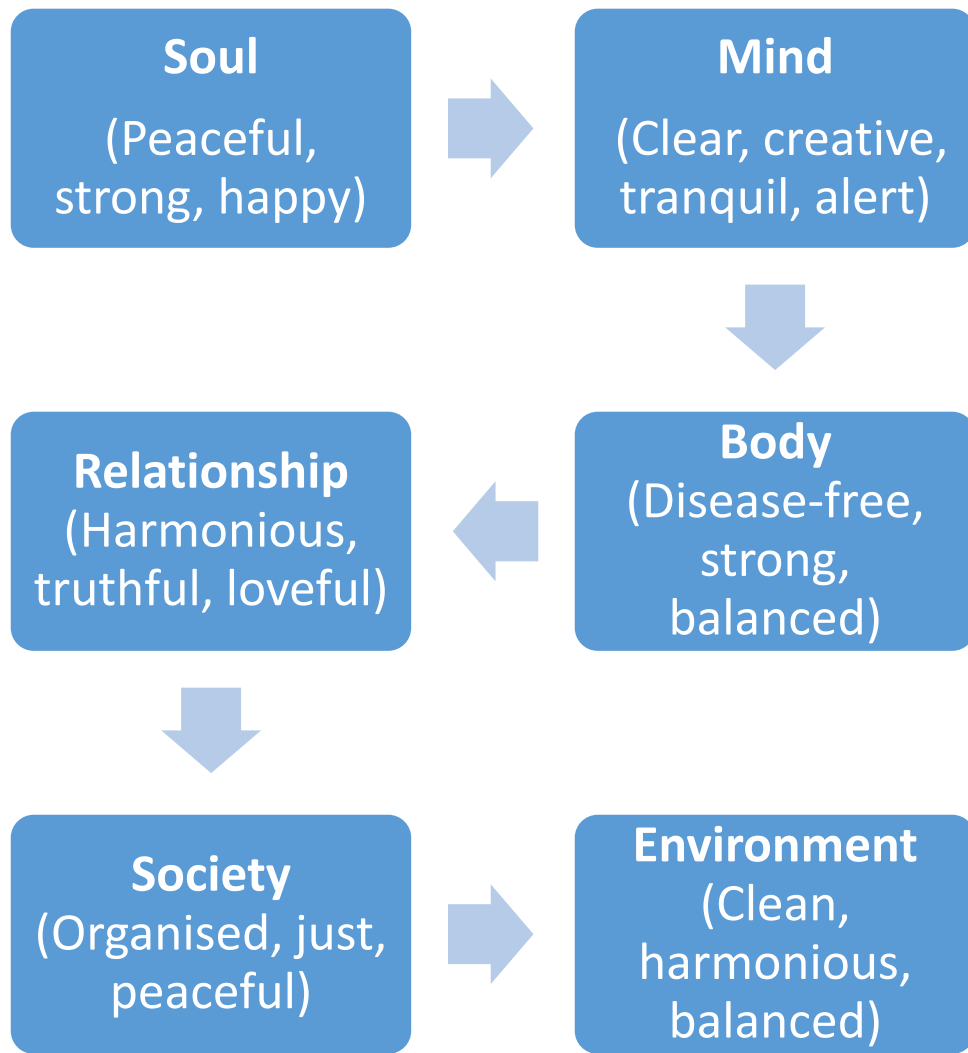 Soul
(Peaceful,
strong, happy)
Mind
(Clear, creative,
tranquil, alert)
Body
(Disease-free,
strong,
balanced)
Relationship
(Harmonious,
truthful, loveful)
Society
(Organised, just,
peaceful)
Environment
(Clean,
harmonious,
balanced)